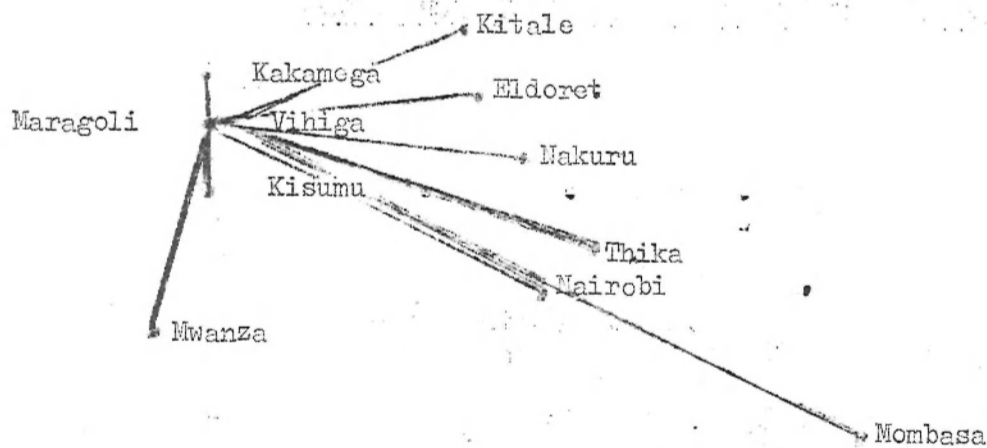 Kitale
Kakamega
Eldoret
Maragoli
Vihiga
Nakuru
Kisumu
Thika
Nairobi
Mwanza
Mombasa